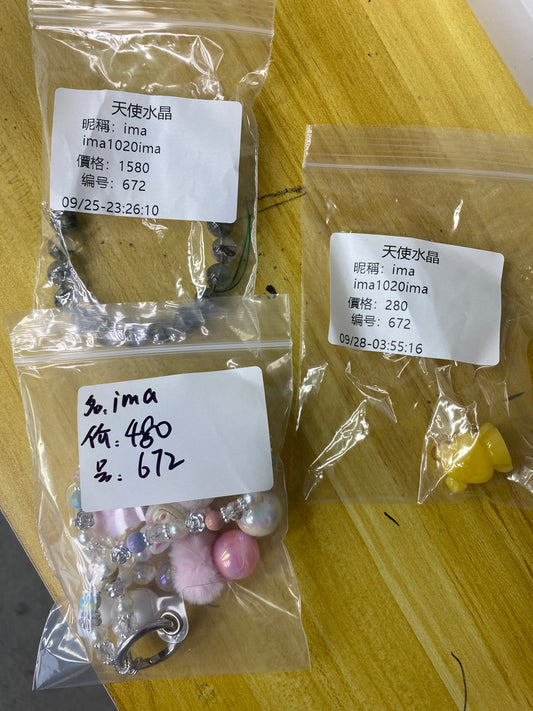 天使水晶
昵稱：ima
ima1020ima
價格：1580
编号：672
09/25-23:26:10
天使水晶
昵稱：ima
ima1020ima
價格：280
编号：672
09/28-03:55:16
名：ima
价：480
号：672